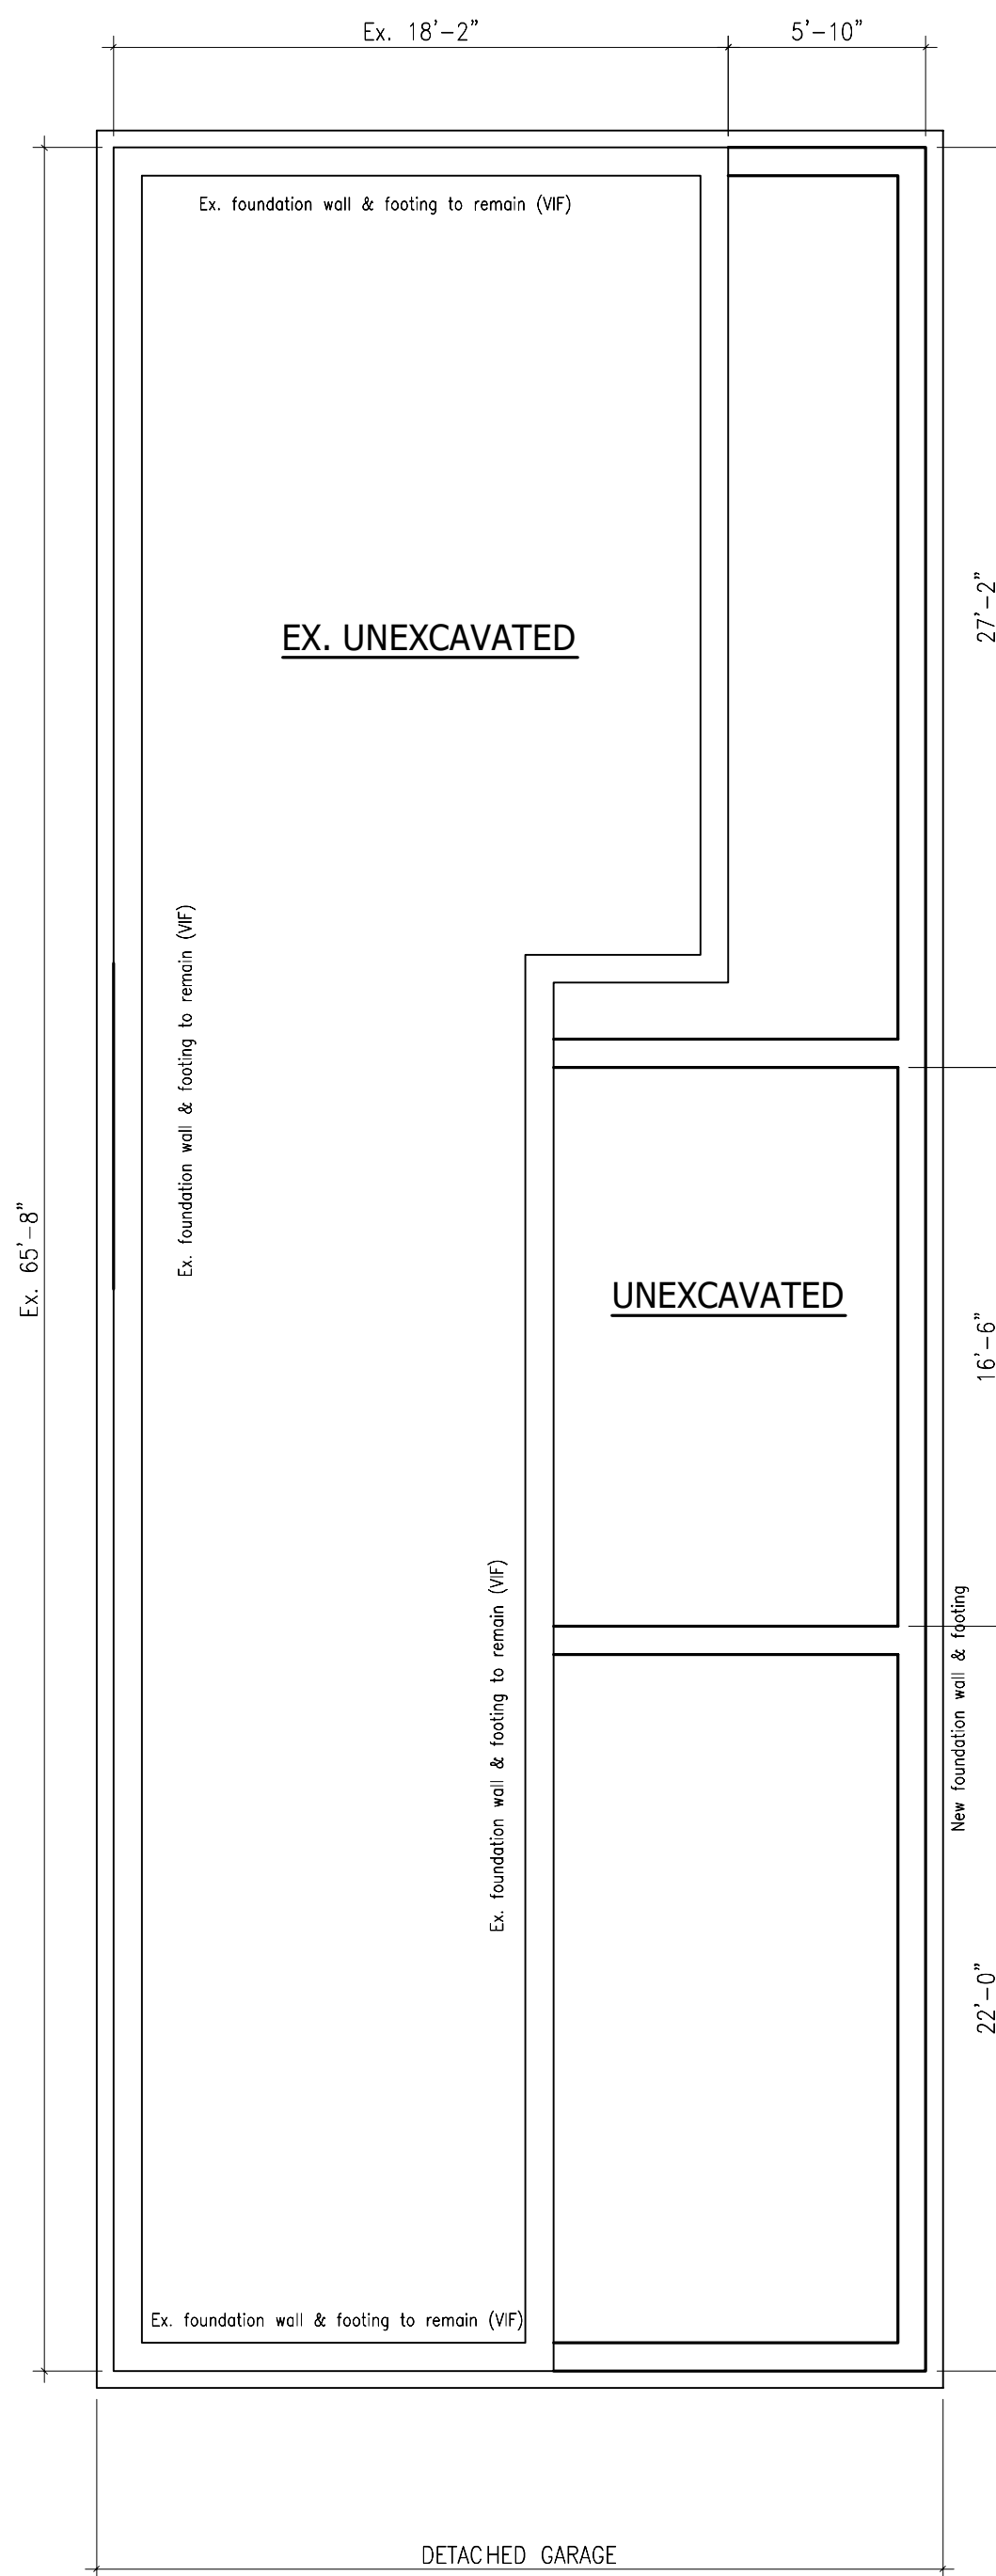 Ex. 18'-2"
5'-10"
Ex. foundation wall & footing to remain (VIF)
27'-2"
EX. UNEXCAVATED
Ex. foundation wall & footing to remain (VIF)
Ex. 65'-8"
UNEXCAVATED
16'-6"
Ex. foundation wall & footing to remain (VIF)
New foundation wall & footing
22'-0"
Ex. foundation wall & footing to remain (VIF)
DETACHED GARAGE